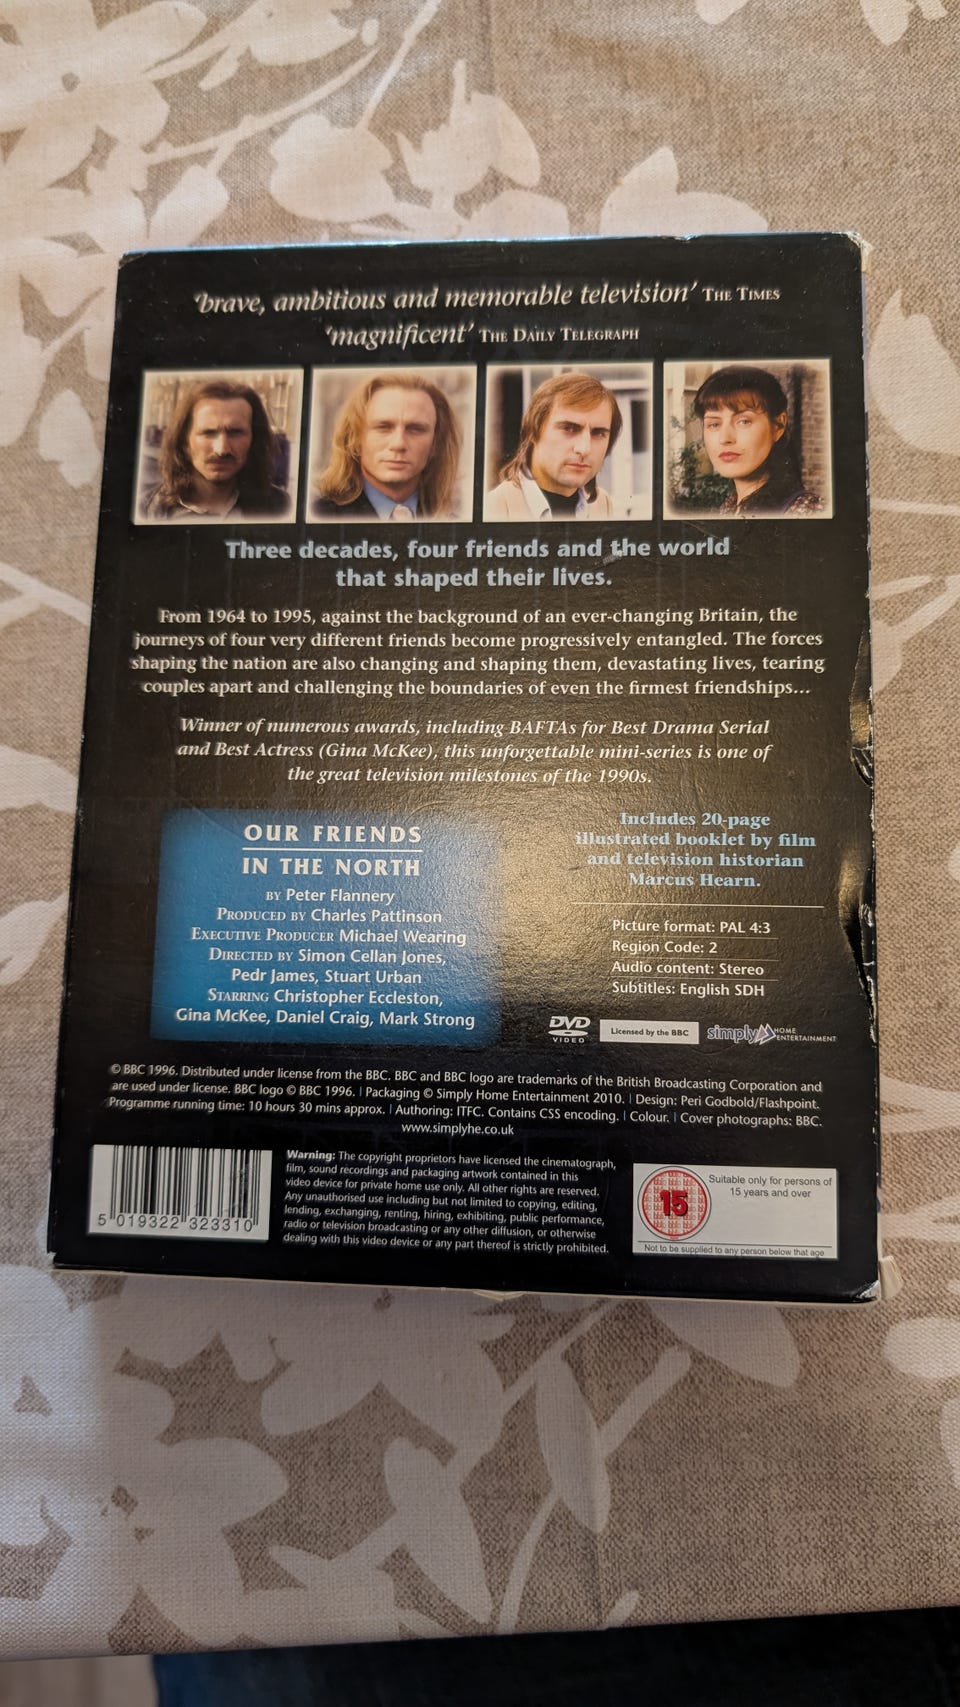 'brave, ambitious and memorable television' THE TIMES
'magnificent' THE DAILY TELEGRAPH
Three decades, four friends and the world
that shaped their lives.
From 1964 to 1995, against the background of an ever-changing Britain, the
journeys of four very different friends become progressively entangled. The forces
shaping the nation are also changing and shaping them, devastating lives, tearing
couples apart and challenging the boundaries of even the firmest friendships...
Winner of numerous awards, including BAFTAs for Best Drama Serial
and Best Actress (Gina McKee), this unforgettable mini-series is one of
the great television milestones of the 1990s.
OUR FRIENDS
IN THE NORTH
BY Peter Flannery
PRODUCED BY Charles Pattinson
EXECUTIVE PRODUCER Michael Wearing
DIRECTED BY Simon Cellan Jones,
Pedr James, Stuart Urban
STARRING Christopher Eccleston,
Gina McKee, Daniel Craig, Mark Strong
Includes 20-page
illustrated booklet by film
and television historian
Marcus Hearn.
Picture format: PAL 4:3
Region Code: 2
Audio content: Stereo
Subtitles: English SDH
DVD
VIDEO
Licensed by the BBC
simply HOME
ENTERTAINMENT
© BBC 1996. Distributed under license from the BBC. BBC and BBC logo are trademarks of the British Broadcasting Corporation and
are used under license. BBC logo © BBC 1996. | Packaging © Simply Home Entertainment 2010. | Design: Peri Godbold/Flashpoint.
Programme running time: 10 hours 30 mins approx. | Authoring: ITFC. Contains CSS encoding. | Colour. | Cover photographs: BBC.
www.simplyhe.co.uk
5 019322 323310
Warning: The copyright proprietors have licensed the cinematograph,
film, sound recordings and packaging artwork contained in this
video device for private home use only. All other rights are reserved.
Any unauthorised use including but not limited to copying, editing,
lending, exchanging, renting, hiring, exhibiting, public performance,
radio or television broadcasting or any other diffusion, or otherwise
dealing with this video device or any part thereof is strictly prohibited.
15
Suitable only for persons of
15 years and over
Not to be supplied to any person below that age